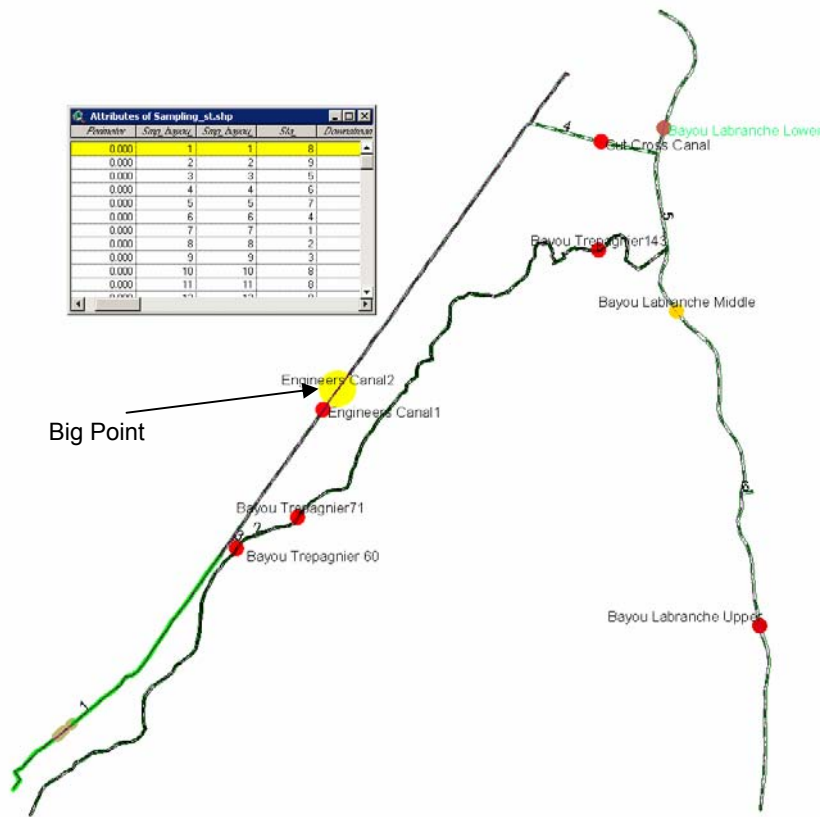 Attributes of Sampling_st.shp
Perimeter Smp_bayou_ Smp_bayou_ Sta_ Downstream
0.000 1 1 8
0.000 2 2 9
0.000 3 3 5
0.000 4 4 6
0.000 5 5 7
0.000 6 6 4
0.000 7 7 1
0.000 8 8 2
0.000 9 9 3
0.000 10 10 8
0.000 11 11 8
4
Bayou Labranche Lower
Cut Cross Canal
5
Bayou Trepagnier143
Bayou Labranche Middle
Engineers Canal2
Engineers Canal1
Big Point
Bayou Trepagnier71
2
Bayou Trepagnier 60
Bayou Labranche Upper
1